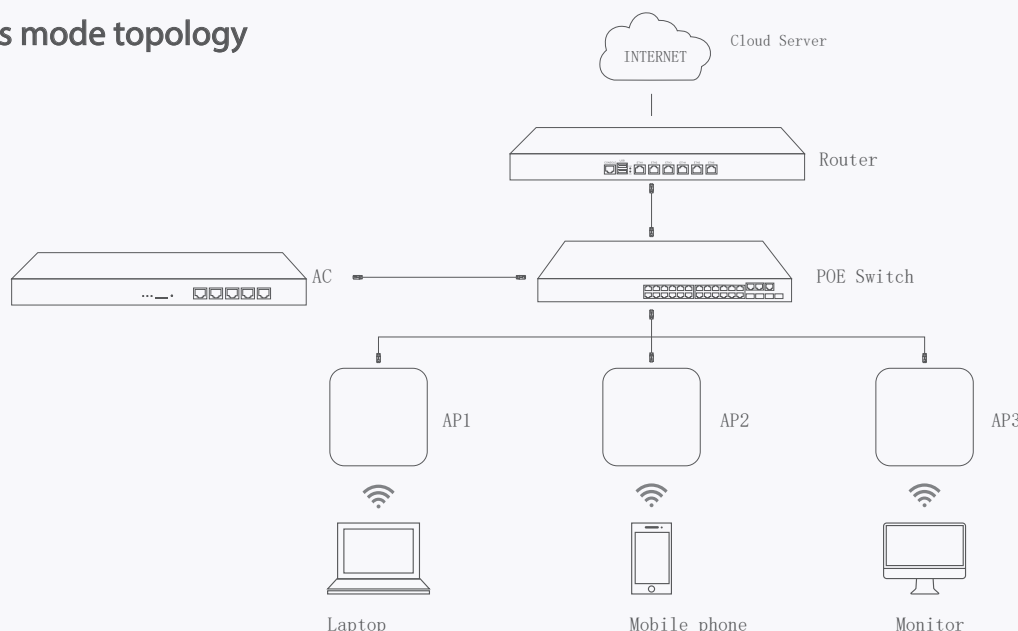 s mode topology
INTERNET
Cloud Server
Router
AC
POE Switch
AP1
AP2
AP3
Laptop
Mobile phone
Monitor